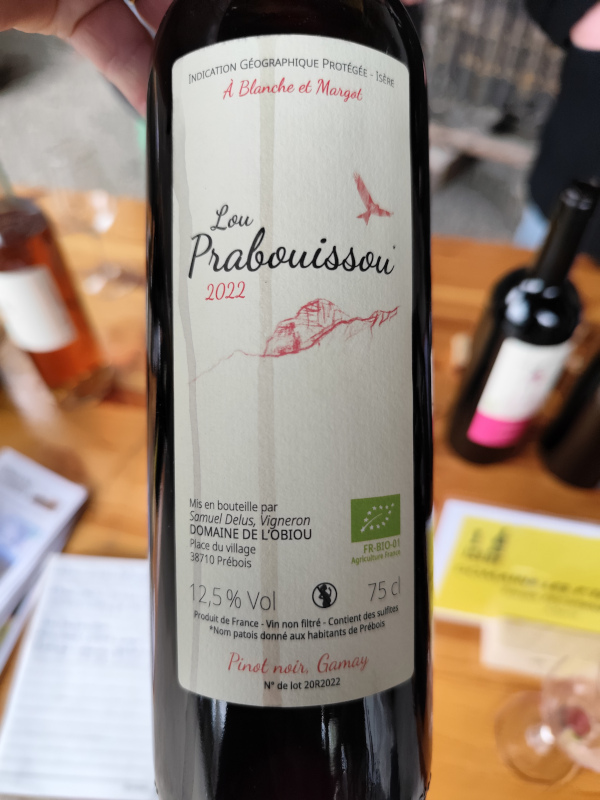 Indication Géographique Protégée - Isère
À Blanche et Margot
Lou
Prabouissou*
2022
Mis en bouteille par
Samuel Delus, Vigneron
DOMAINE DE L'OBIOU
Place du village
38710 Prébois
FR-BIO-01
Agriculture France
12,5 % Vol
75 cl
Produit de France - Vin non filtré - Contient des sulfites
*Nom patois donné aux habitants de Prébois
Pinot noir, Gamay
N° de lot 20R2022